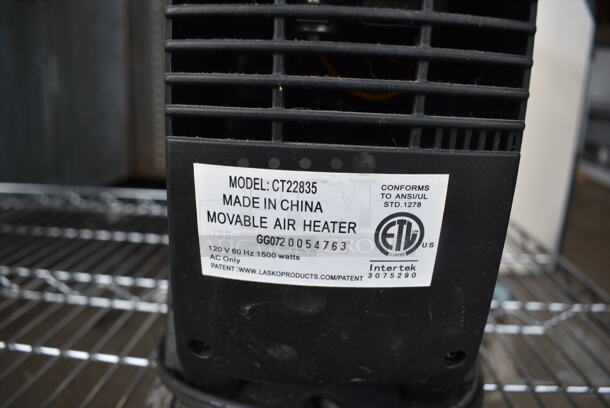 MODEL: CT22835
MADE IN CHINA
MOVABLE AIR HEATER
GG072 0054763
120 V 60 Hz 1500 watts
AC Only
PATENT :WWW.LASKOPRODUCTS.COM/PATENT
CONFORMS
TO ANSI/UL
STD.1278
ETL
LISTED
US
Intertek
3075290